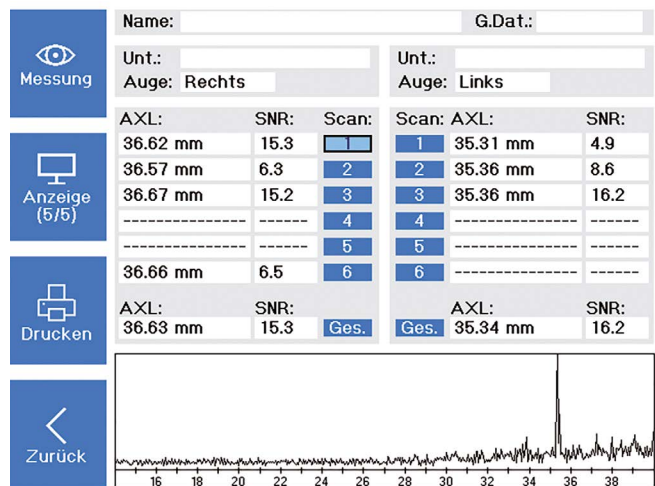 Name: G.Dat.:
Messung
Unt.: Unt.:
Auge: Rechts Auge: Links
AXL: SNR: Scan: Scan: AXL: SNR:
36.62 mm 15.3 1 1 35.31 mm 4.9
36.57 mm 6.3 2 2 35.36 mm 8.6
Anzeige
(5/5)
36.67 mm 15.2 3 3 35.36 mm 16.2
--------------- ------ 4 4 --------------- ------
--------------- ------ 5 5 --------------- ------
36.66 mm 6.5 6 6 --------------- ------
Drucken
AXL: SNR: AXL: SNR:
36.63 mm 15.3 Ges. Ges. 35.34 mm 16.2
Zurück
16 18 20 22 24 26 28 30 32 34 36 38